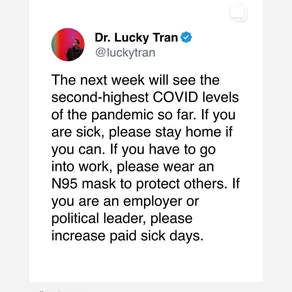 Dr. Lucky Tran
@luckytran
The next week will see the
second-highest COVID levels
of the pandemic so far. If you
are sick, please stay home if
you can. If you have to go
into work, please wear an
N95 mask to protect others. If
you are an employer or
political leader, please
increase paid sick days.